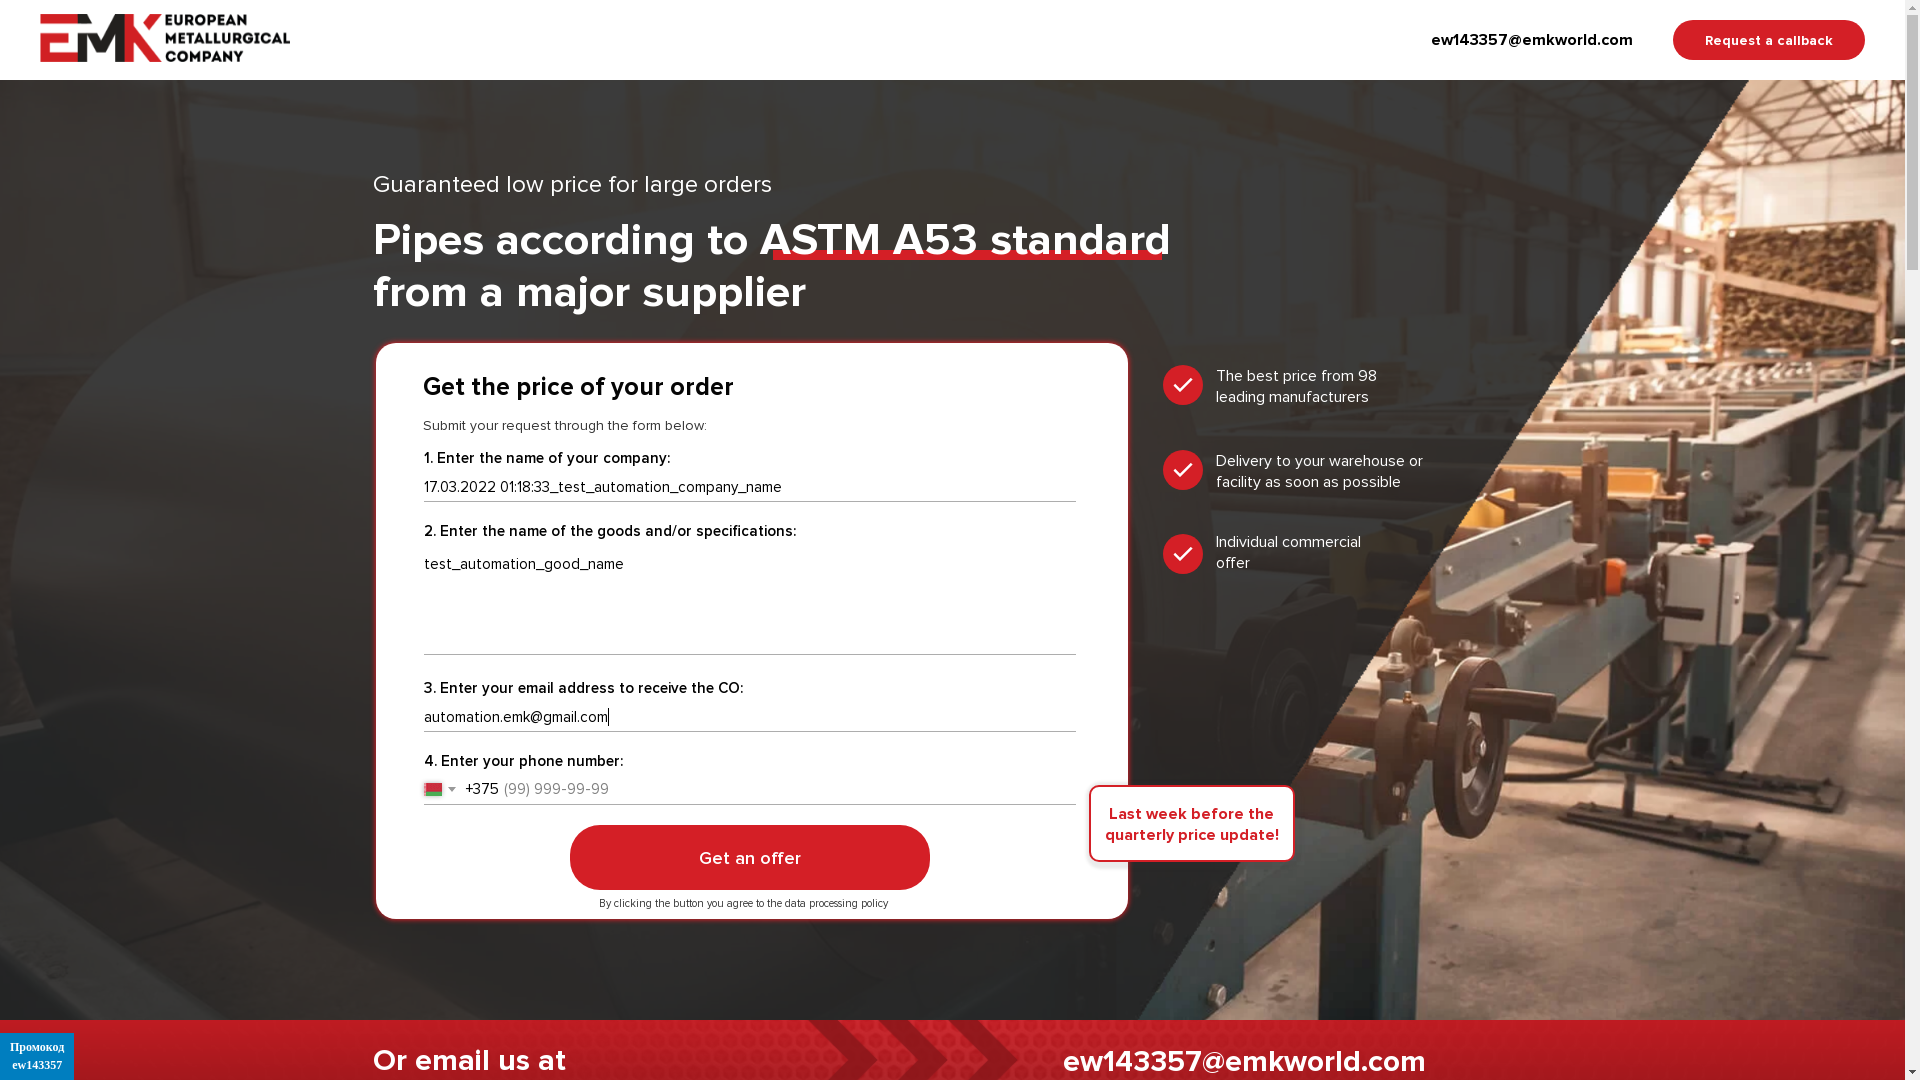 EUROPEAN
METALLURGICAL
COMPANY
EMK
ew143357@emkworld.com
Request a callback
Guaranteed low price for large orders
Pipes according to ASTM A53 standard
from a major supplier
Get the price of your order
Submit your request through the form below:
1. Enter the name of your company:
17.03.2022 01:18:33_test_automation_company_name
2. Enter the name of the goods and/or specifications:
test_automation_good_name
3. Enter your email address to receive the CO:
automation.emk@gmail.com
4. Enter your phone number:
+375 (99) 999-99-99
Get an offer
By clicking the button you agree to the data processing policy
The best price from 98
leading manufacturers
Delivery to your warehouse or
facility as soon as possible
Individual commercial
offer
Last week before the
quarterly price update!
Or email us at
ew143357@emkworld.com
Промокод
ew143357